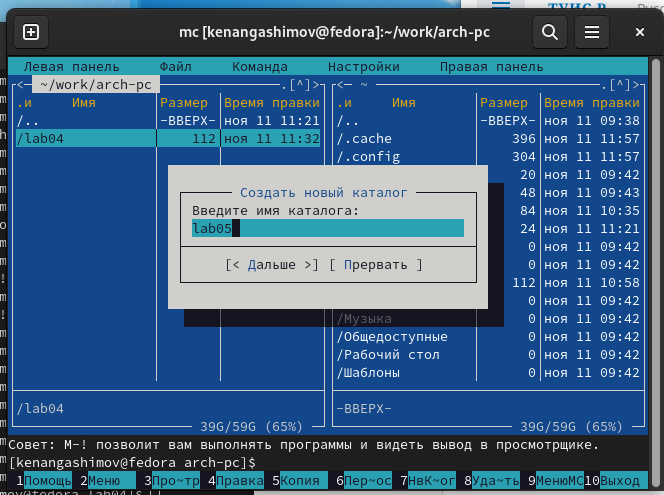 ТУИС Р
mc [kenangashimov@fedora]:~/work/arch-pc
Левая панель Файл Команда Настройки Правая панель
<— ~/work/arch-pc .[^]>
.и Имя Размер Время правки
/.. -ВВЕРХ- ноя 11 11:21
/lab04 112 ноя 11 11:32
/lab04
39G/59G (65%)
<— ~ .[^]>
.и Имя Размер Время правки
/.. -ВВЕРХ- ноя 11 09:38
/.cache 396 ноя 11 11:57
/.config 304 ноя 11 11:57
20 ноя 11 09:42
48 ноя 11 09:43
84 ноя 11 10:35
24 ноя 11 11:21
0 ноя 11 09:42
0 ноя 11 09:42
112 ноя 11 10:58
0 ноя 11 09:42
/Музыка 0 ноя 11 09:42
/Общедоступные 0 ноя 11 09:42
/Рабочий стол 0 ноя 11 09:42
/Шаблоны 0 ноя 11 09:42
-ВВЕРХ-
39G/59G (65%)
Создать новый каталог
Введите имя каталога:
lab05
[< Дальше >] [ Прервать ]
Совет: M-! позволит вам выполнять программы и видеть вывод в просмотрщике.
[kenangashimov@fedora arch-pc]$
1Помощь 2Меню 3Про~тр 4Правка 5Копия 6Пер~ос 7НвК~ог 8Уда~ть 9МенюMC 10Выход